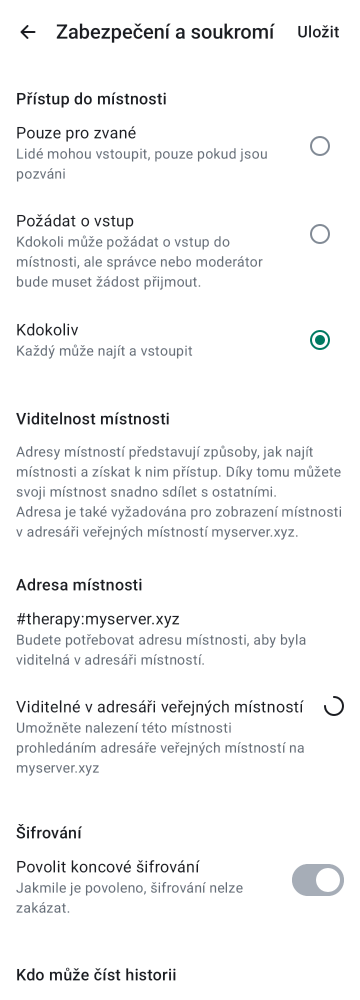 Zabezpečení a soukromí
Uložit
Přístup do místnosti
Pouze pro zvané
Lidé mohou vstoupit, pouze pokud jsou
pozváni
Požádat o vstup
Kdokoli může požádat o vstup do
místnosti, ale správce nebo moderátor
bude muset žádost přijmout.
Kdokoliv
Každý může najít a vstoupit
Viditelnost místnosti
Adresy místností představují způsoby, jak najít
místnosti a získat k nim přístup. Díky tomu můžete
svoji místnost snadno sdílet s ostatními.
Adresa je také vyžadována pro zobrazení místnosti
v adresáři veřejných místností myserver.xyz.
Adresa místnosti
#therapy:myserver.xyz
Budete potřebovat adresu místnosti, aby byla
viditelná v adresáři místností.
Viditelné v adresáři veřejných místností
Umožněte nalezení této místnosti
prohledáním adresáře veřejných místností na
myserver.xyz
Šifrování
Povolit koncové šifrování
Jakmile je povoleno, šifrování nelze
zakázat.
Kdo může číst historii